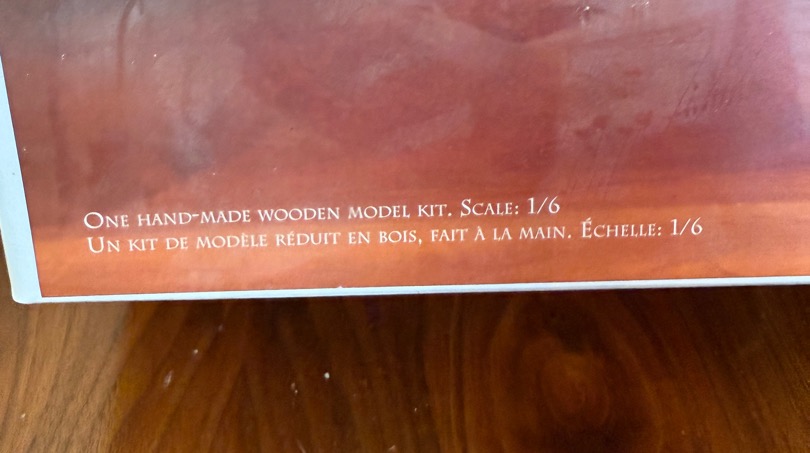 One hand-made wooden model kit. Scale: 1/6
Un kit de modèle réduit en bois, fait à la main. Échelle: 1/6